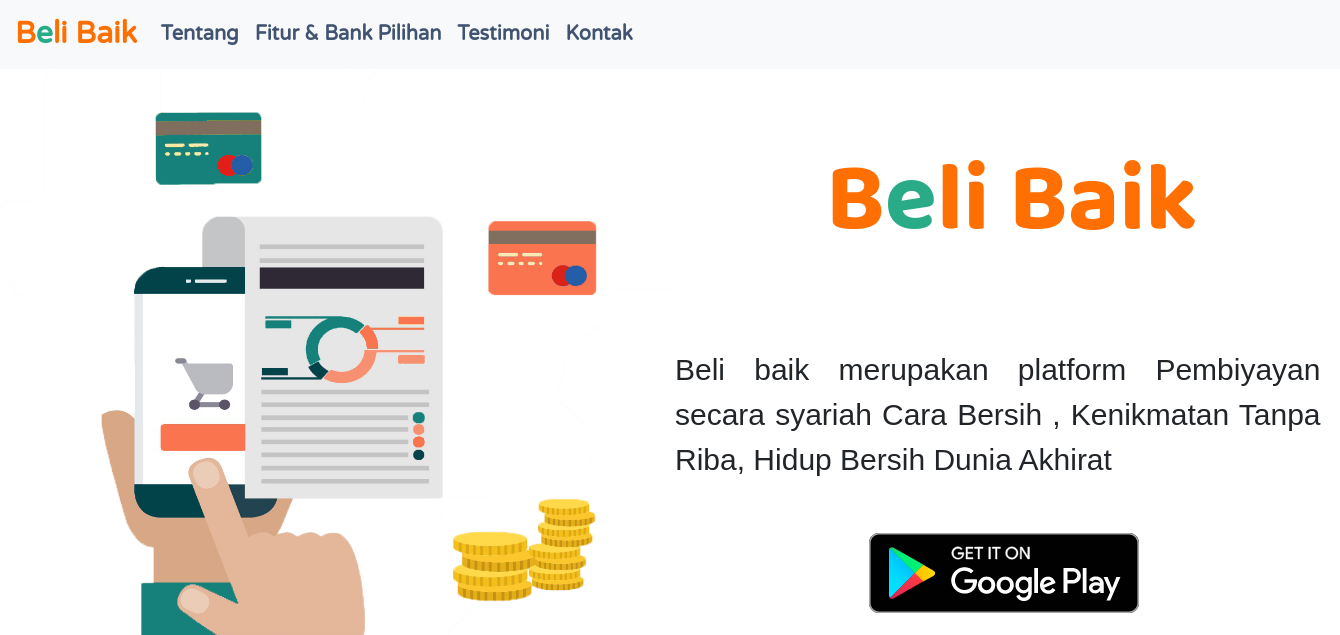 Beli Baik Tentang Fitur & Bank Pilihan Testimoni Kontak
Beli Baik
Beli baik merupakan platform Pembiyayan
secara syariah Cara Bersih , Kenikmatan Tanpa
Riba, Hidup Bersih Dunia Akhirat
GET IT ON
Google Play